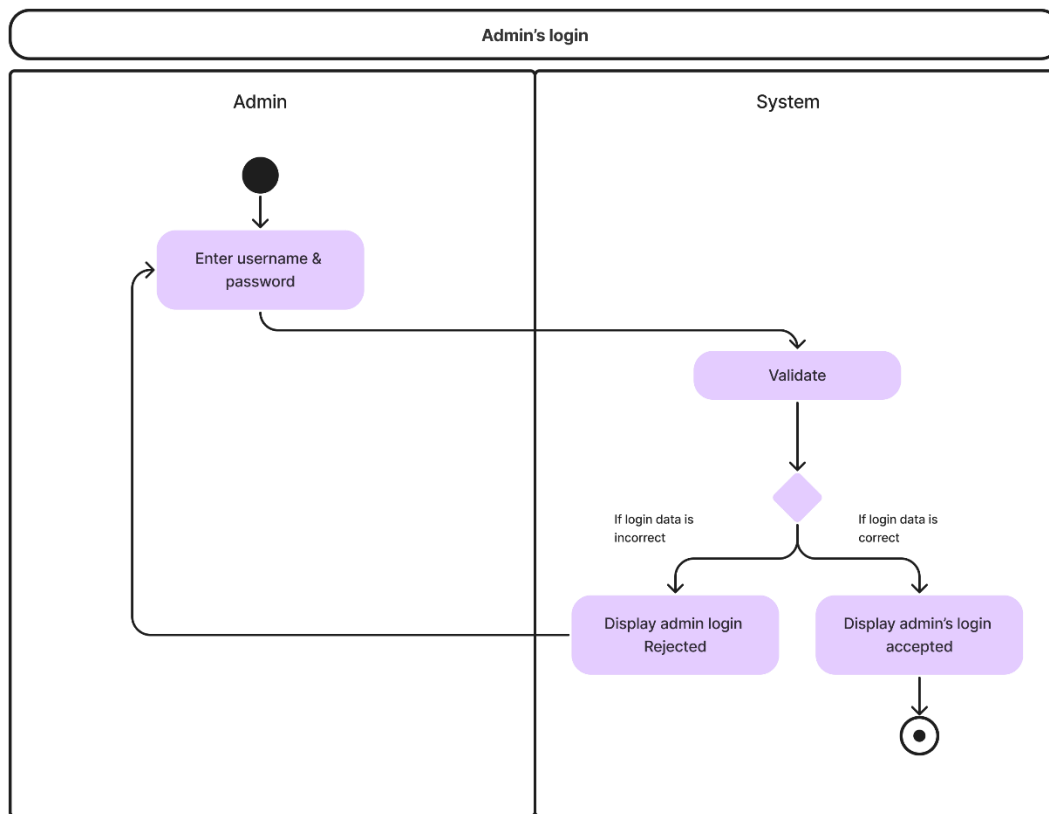 Admin’s login
Admin
System
Enter username &
password
Validate
If login data is
incorrect
If login data is
correct
Display admin login
Rejected
Display admin’s login
accepted